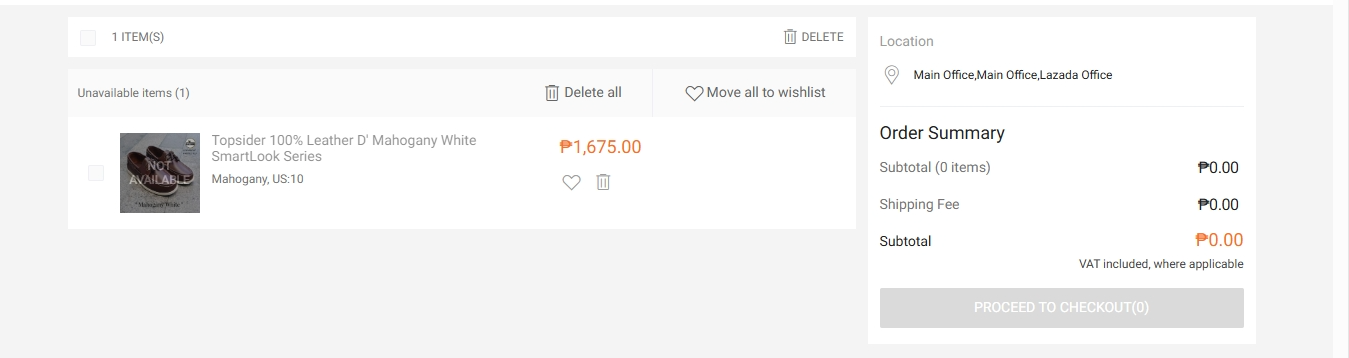 1 ITEM(S)
DELETE
Unavailable items (1)
Delete all
Move all to wishlist
NOT
AVAILABLE
"Mahogany White"
Topsider 100% Leather D' Mahogany White
SmartLook Series
Mahogany, US:10
₱1,675.00
Location
Main Office,Main Office,Lazada Office
Order Summary
Subtotal (0 items) ₱0.00
Shipping Fee ₱0.00
Subtotal ₱0.00
VAT included, where applicable
PROCEED TO CHECKOUT(0)